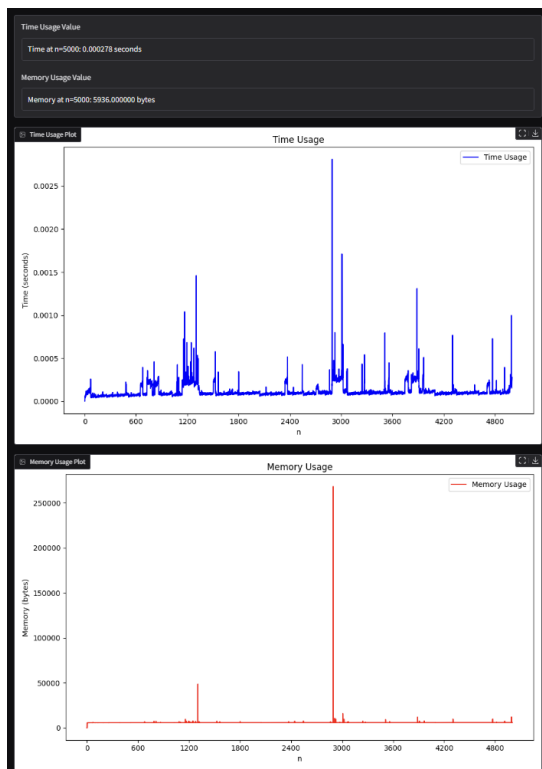 Time Usage Value
Time at n=5000: 0.000278 seconds
Memory Usage Value
Memory at n=5000: 5936.000000 bytes
Time Usage Plot
Time Usage
Time Usage
0.0025
0.0020
0.0015
0.0010
0.0005
0.0000
Time (seconds)
0 600 1200 1800 2400 3000 3600 4200 4800
n
Memory Usage Plot
Memory Usage
Memory Usage
250000
200000
150000
100000
50000
0
Memory (bytes)
0 600 1200 1800 2400 3000 3600 4200 4800
n